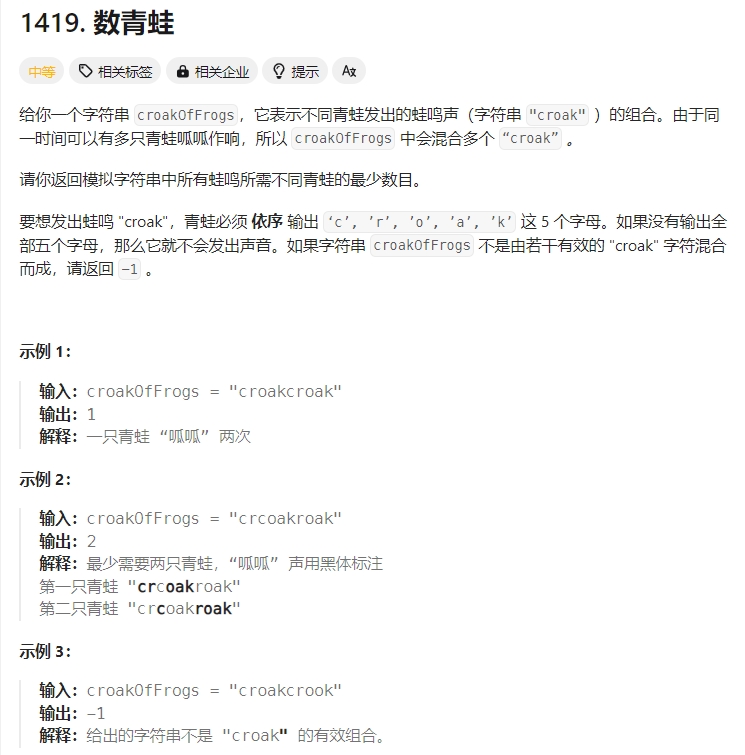 1419. 数青蛙
中等 相关标签 相关企业 提示 Aあ
给你一个字符串 croakOfFrogs，它表示不同青蛙发出的蛙鸣声（字符串 "croak" ）的组合。由于同
一时间可以有多只青蛙呱呱作响，所以 croakOfFrogs 中会混合多个 “croak” 。
请你返回模拟字符串中所有蛙鸣所需不同青蛙的最少数目。
要想发出蛙鸣 "croak"，青蛙必须 依序 输出 ‘c’, ’r’, ’o’, ’a’, ’k’ 这 5 个字母。如果没有输出全
部五个字母，那么它就不会发出声音。如果字符串 croakOfFrogs 不是由若干有效的 "croak" 字符混合
而成，请返回 -1 。
示例 1：
输入：croakOfFrogs = "croakcroak"
输出：1
解释：一只青蛙 “呱呱” 两次
示例 2：
输入：croakOfFrogs = "crcoakroak"
输出：2
解释：最少需要两只青蛙，“呱呱” 声用黑体标注
第一只青蛙 "crcoakroak"
第二只青蛙 "crcoakroak"
示例 3：
输入：croakOfFrogs = "croakcrook"
输出：-1
解释：给出的字符串不是 "croak" 的有效组合。